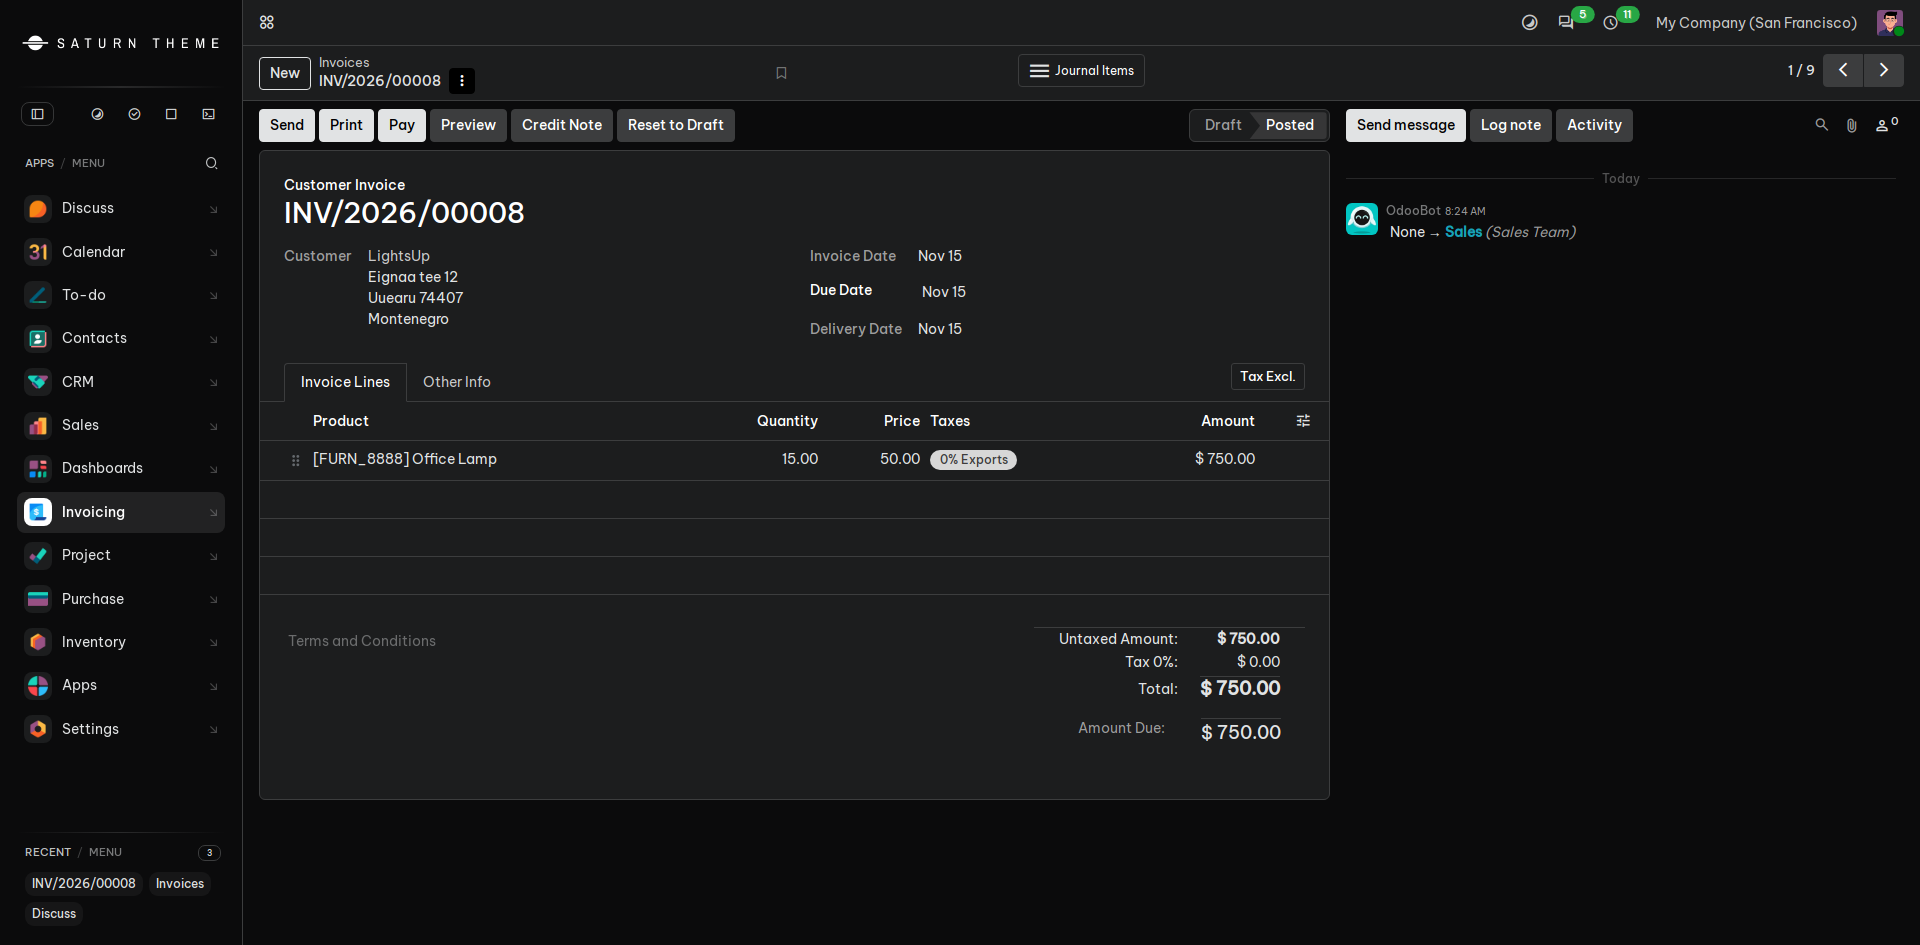 SATURN THEME
APPS / MENU
Discuss
Calendar
To-do
Contacts
CRM
Sales
Dashboards
Invoicing
Project
Purchase
Inventory
Apps
Settings
RECENT / MENU
3
INV/2026/00008
Invoices
Discuss
5
11
My Company (San Francisco)
New
Invoices
INV/2026/00008
Journal Items
1 / 9
Send
Print
Pay
Preview
Credit Note
Reset to Draft
Draft
Posted
Customer Invoice
INV/2026/00008
Customer
LightsUp
Eignaa tee 12
Uuearu 74407
Montenegro
Invoice Date
Nov 15
Due Date
Nov 15
Delivery Date
Nov 15
Invoice Lines
Other Info
Tax Excl.
Product
Quantity
Price
Taxes
Amount
[FURN_8888] Office Lamp
15.00
50.00
0% Exports
$ 750.00
Terms and Conditions
Untaxed Amount:
$ 750.00
Tax 0%:
$ 0.00
Total:
$ 750.00
Amount Due:
$ 750.00
Send message
Log note
Activity
0
Today
OdooBot 8:24 AM
None → Sales (Sales Team)